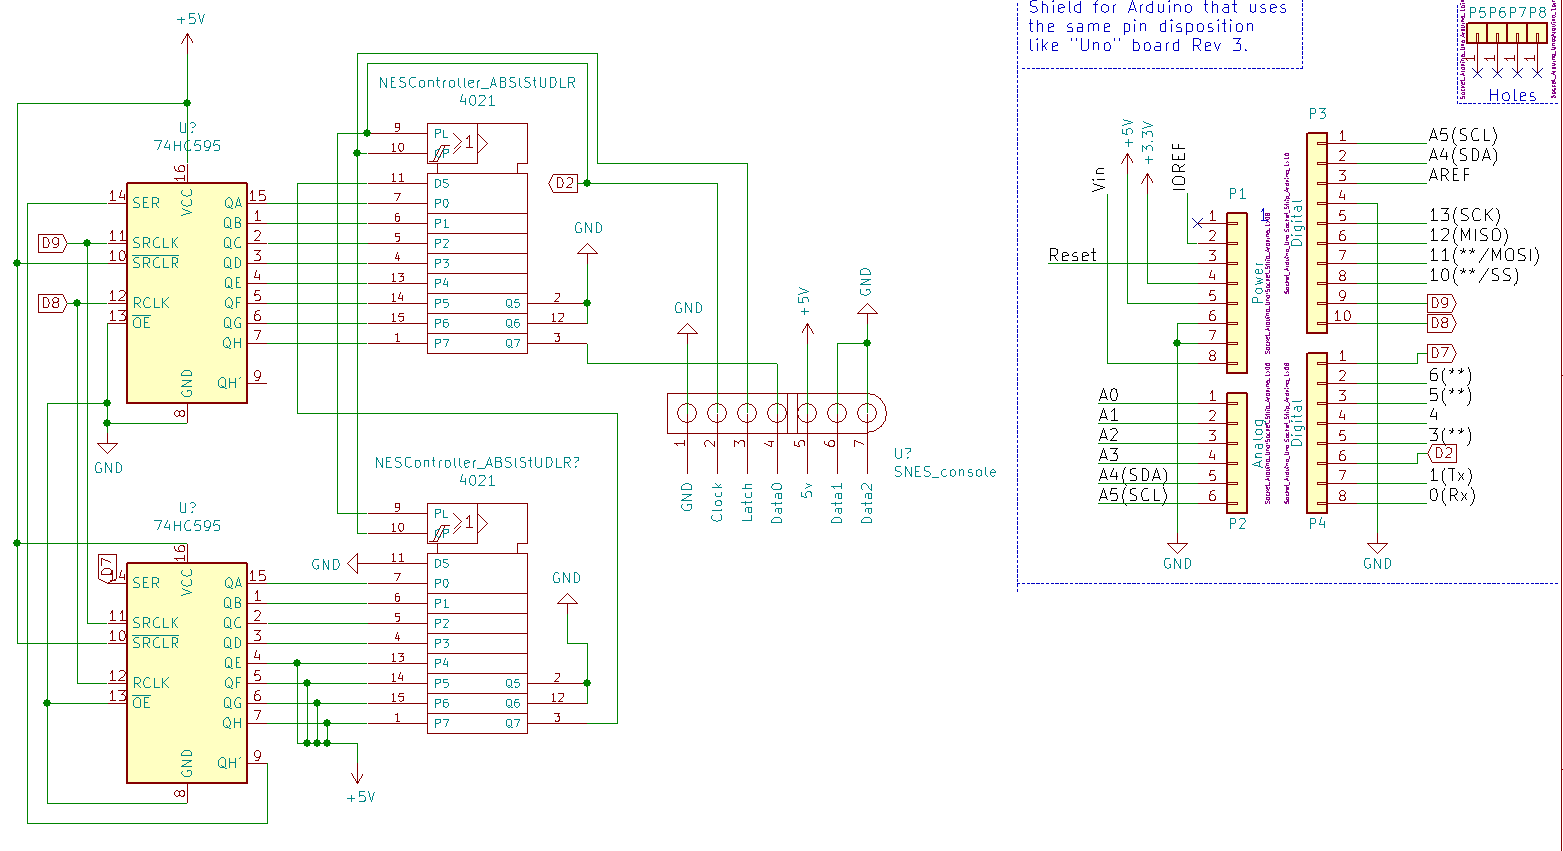 +5V
U?
74HC595
16
VCC
14 SER QA 15
QB 1
D9
11 SRCLK QC 2
10 SRCLR QD 3
QE 4
D8
12 RCLK QF 5
13 OE QG 6
QH 7
QH' 9
GND
8
GND
NESController_ABSlStUDLR
4021
9 PL
10
1
11 DS
7 P0
6 P1
5 P2
4 P3
13 P4
14 P5 Q5 2
15 P6 Q6 12
1 P7 Q7 3
D2
GND
U?
74HC595
16
VCC
D7
14 SER QA 15
QB 1
11 SRCLK QC 2
10 SRCLR QD 3
QE 4
12 RCLK QF 5
13 OE QG 6
QH 7
QH' 9
GND
8
NESController_ABSlStUDLR?
4021
9 PL
10
1
GND
11 DS
7 P0
6 P1
5 P2
4 P3
13 P4
14 P5 Q5 2
15 P6 Q6 12
1 P7 Q7 3
GND
+5V
GND
+5V
GND
1 2 3 4 5 6 7
GND Clock Latch Data0 5v Data1 Data2
U?
SNES_console
Shield for Arduino that uses
the same pin disposition
like "Uno" board Rev 3.
P5 P6 P7 P8
1 1 1 1
Holes
Vin
+5V
+3.3V
IOREF
P1
1
2
Reset 3
4
5
6
7
8
Power
A0 1
A1 2
A2 3
A3 4
A4(SDA) 5
A5(SCL) 6
Analog
P2
GND
P3
1 A5(SCL)
2 A4(SDA)
3 AREF
4
5 13(SCK)
6 12(MISO)
7 11(**/MOSI)
8 10(**/SS)
9 D9
10 D8
Digital
1 D7
2 6(**)
3 5(**)
4 4
5 3(**)
6 D2
7 1(Tx)
8 0(Rx)
Digital
P4
GND